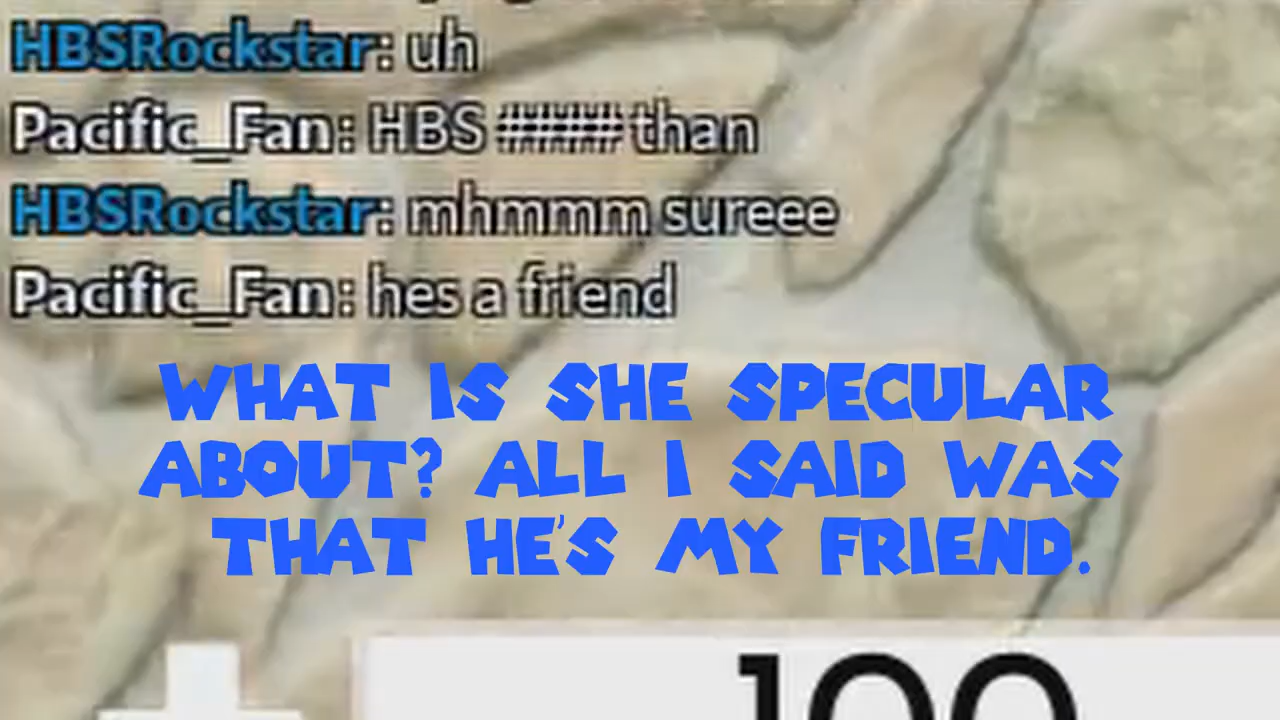 HBSRockstar: uh
Pacific_Fan: HBS #### than
HBSRockstar: mhmmm sureee
Pacific_Fan: hes a friend
WHAT IS SHE SPECULAR
ABOUT? ALL I SAID WAS
THAT HE'S MY FRIEND.
100